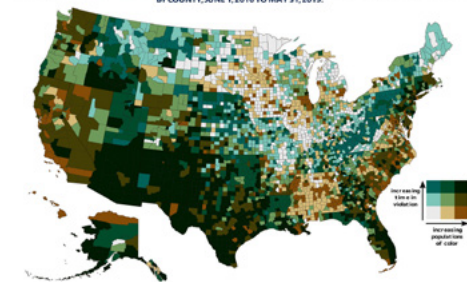 BY COUNTY, JUNE 1, 2016 TO MAY 31, 2019.
increasing
time in
violation
increasing
populations
of color